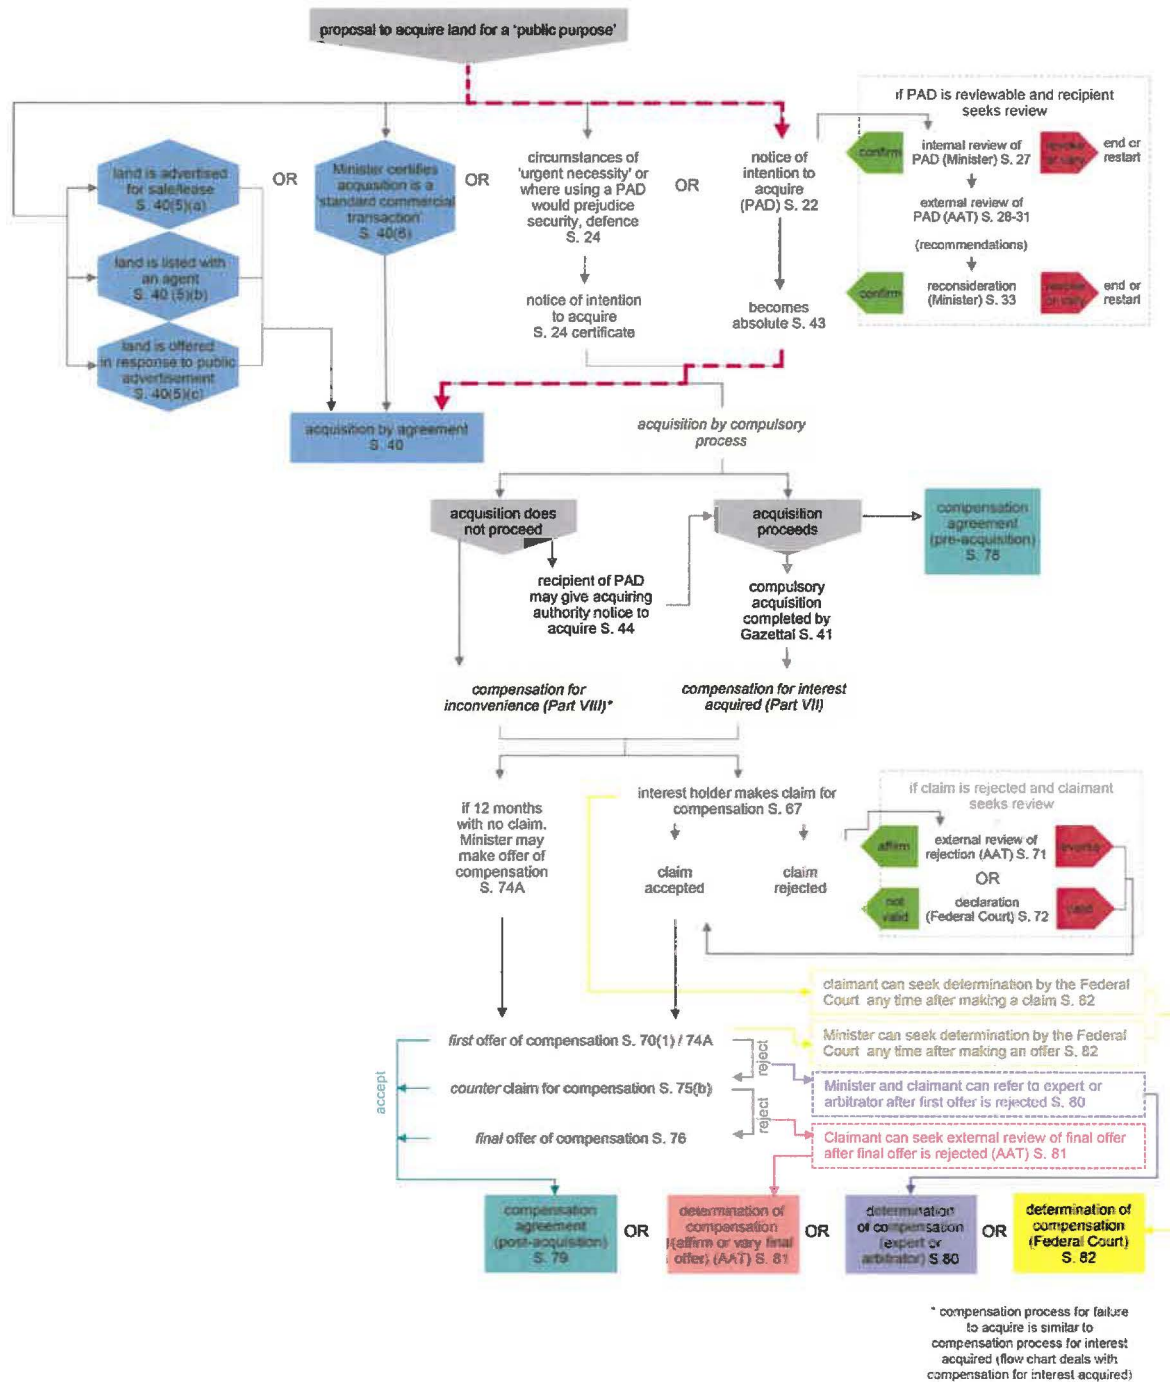 proposal to acquire land for a 'public purpose'
land is advertised
for sale/lease
S. 40(5)(a)
OR
Minister certifies
acquisition is a
'standard commercial
transaction'
S. 40(6)
OR
circumstances of
'urgent necessity' or
where using a PAD
would prejudice
security, defence
S. 24
OR
notice of
intention to
acquire
(PAD) S. 22
if PAD is reviewable and recipient
seeks review
confirm
internal review of
PAD (Minister) S. 27
revoke
or vary
end or
restart
external review of
PAD (AAT) S. 28-31
(recommendations)
confirm
reconsideration
(Minister) S. 33
revoke
or vary
end or
restart
land is listed with
an agent
S. 40 (5)(b)
notice of intention
to acquire
S. 24 certificate
becomes
absolute S. 43
land is offered
in response to public
advertisement
S. 40(5)(c)
acquisition by agreement
S. 40
acquisition by compulsory
process
acquisition does
not proceed
acquisition
proceeds
compensation
agreement
(pre-acquisition)
S. 78
recipient of PAD
may give acquiring
authority notice to
acquire S. 44
compulsory
acquisition
completed by
Gazettal S. 41
compensation for
inconvenience (Part VIII)*
compensation for interest
acquired (Part VII)
if 12 months
with no claim.
Minister may
make offer of
compensation
S. 74A
interest holder makes claim for
compensation S. 67
claim
accepted
claim
rejected
if claim is rejected and claimant
seeks review
affirm
external review of
rejection (AAT) S. 71
reverse
OR
not
valid
declaration
(Federal Court) S. 72
valid
claimant can seek determination by the Federal
Court any time after making a claim S. 82
Minister can seek determination by the Federal
Court any time after making an offer S. 82
Minister and claimant can refer to expert or
arbitrator after first offer is rejected S. 80
Claimant can seek external review of final offer
after final offer is rejected (AAT) S. 81
accept
first offer of compensation S. 70(1) / 74A
reject
counter claim for compensation S. 75(b)
reject
final offer of compensation S. 76
compensation
agreement
(post-acquisition)
S. 79
OR
determination of
compensation
(affirm or vary final
offer) (AAT) S. 81
OR
determination
of compensation
(expert or
arbitrator) S 80
OR
determination of
compensation
(Federal Court)
S. 82
* compensation process for failure
to acquire is similar to
compensation process for interest
acquired (flow chart deals with
compensation for interest acquired)